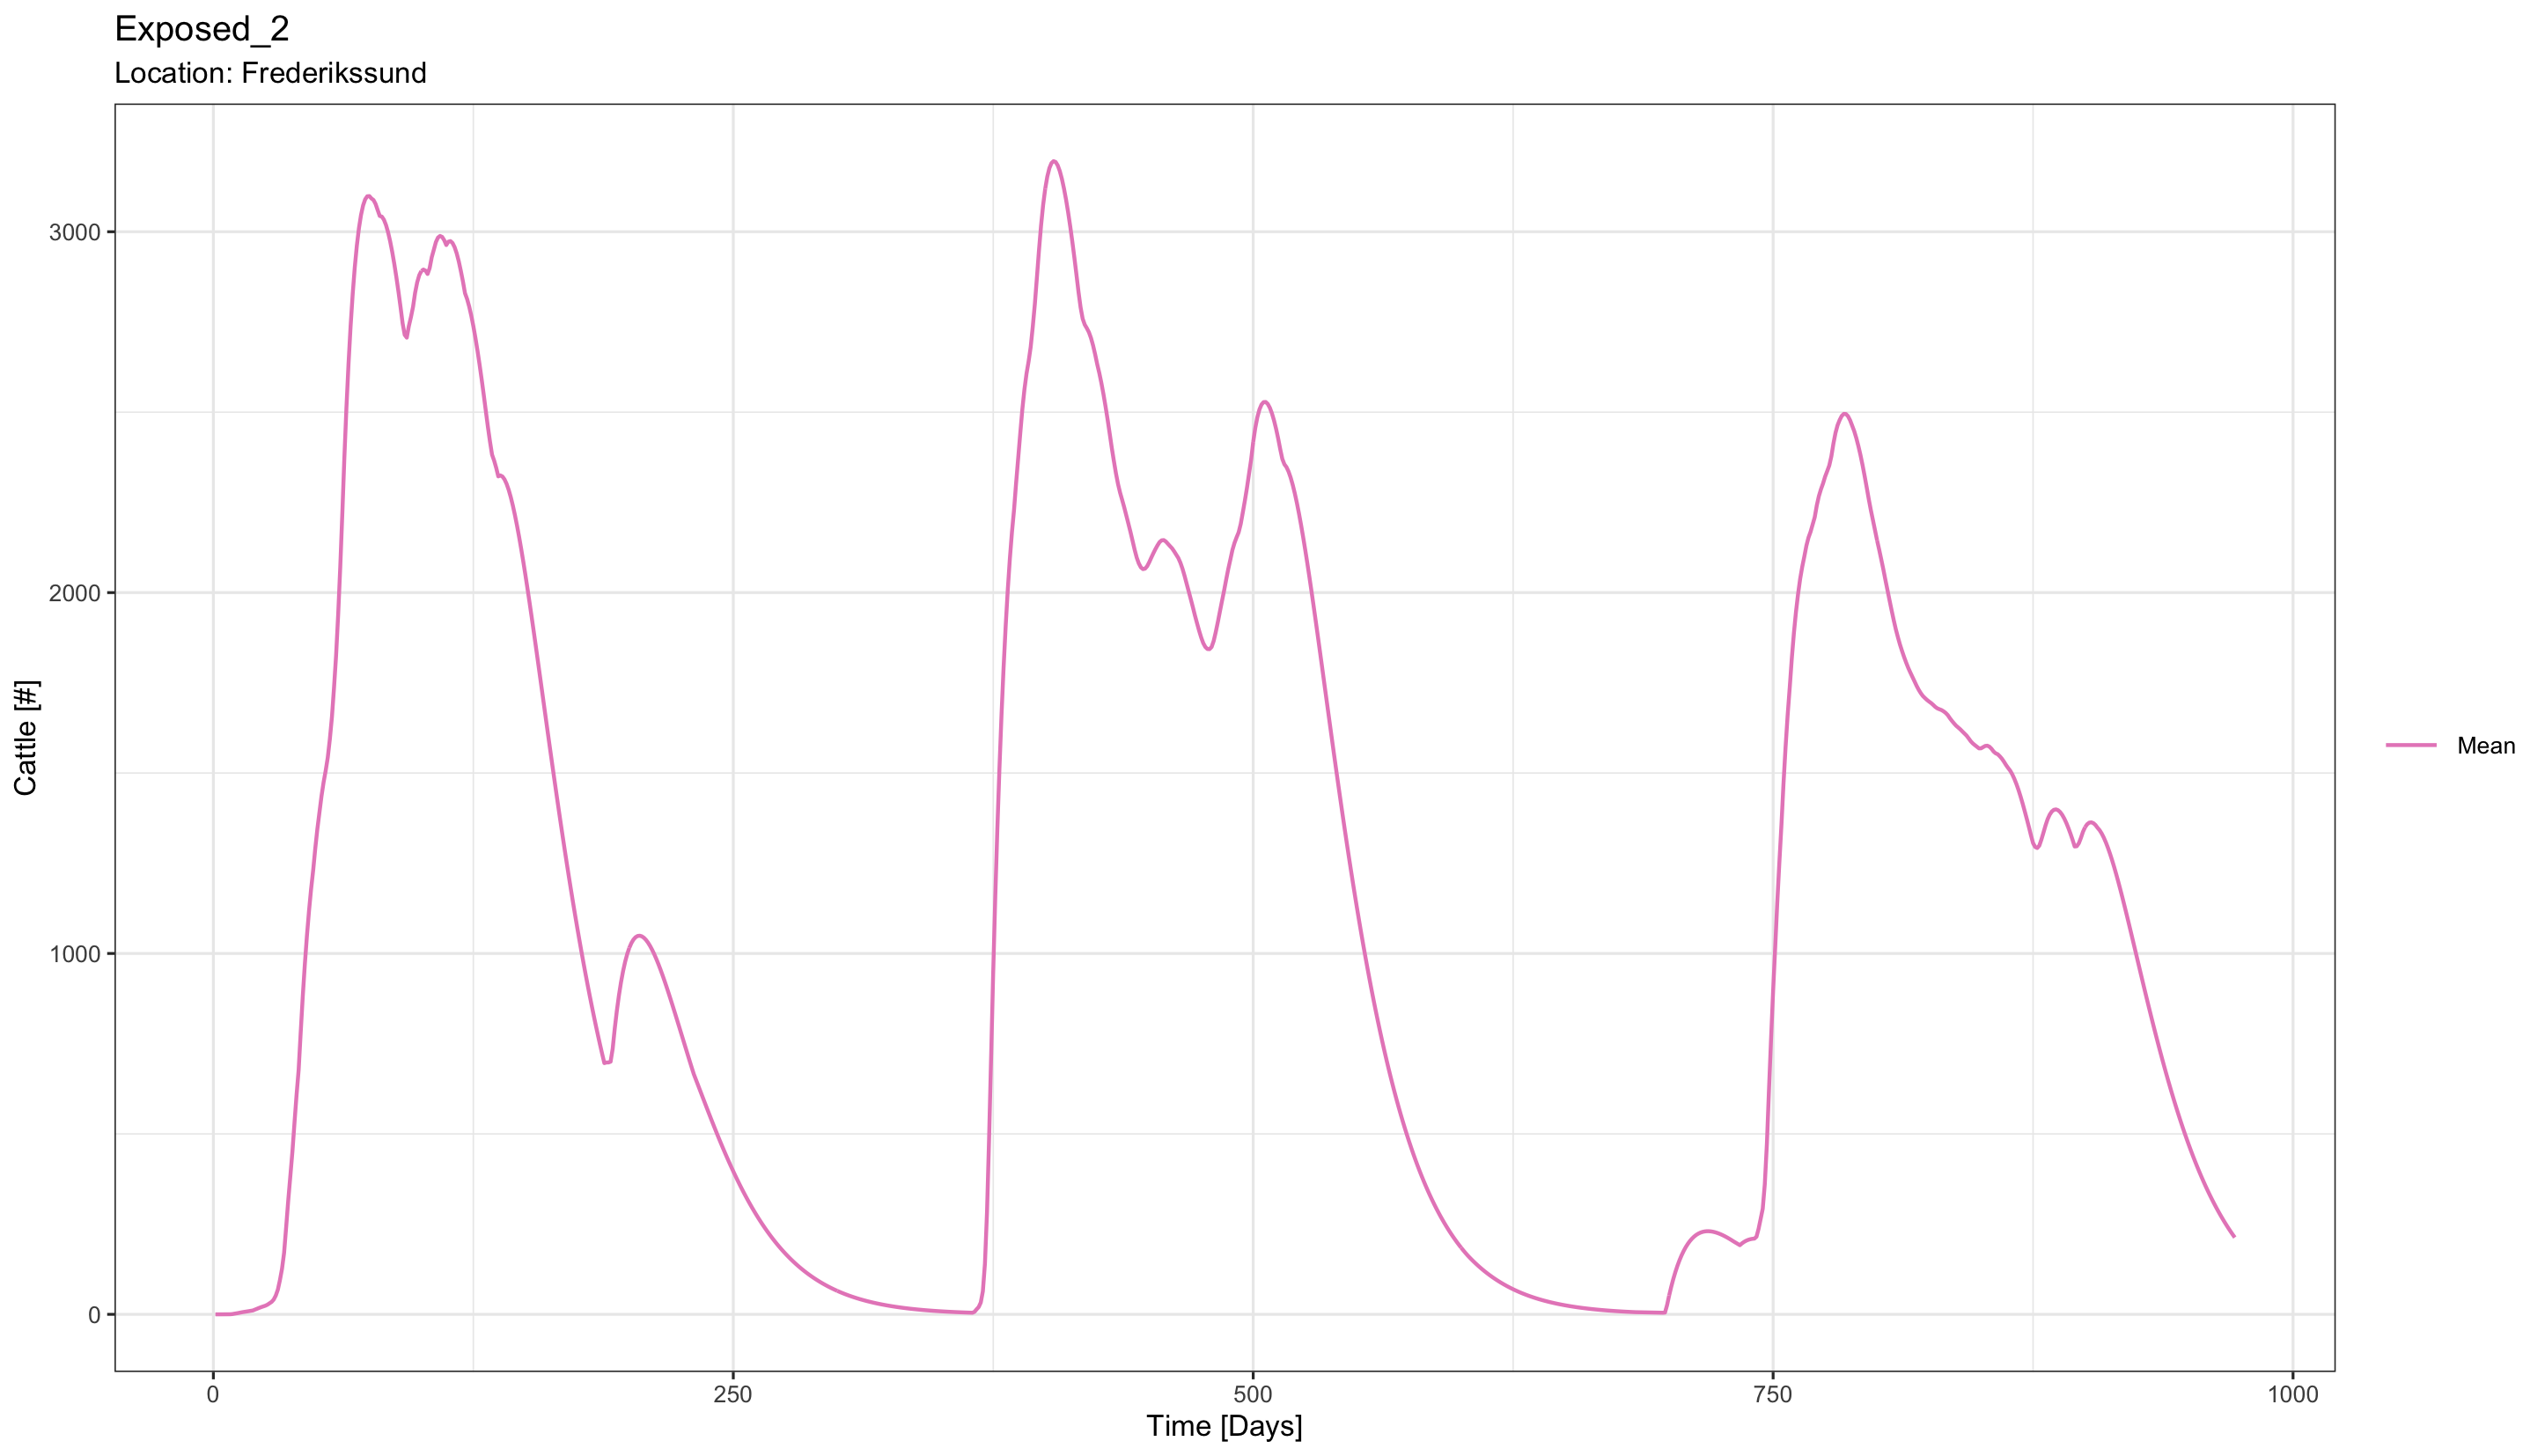 Exposed_2
Location: Frederikssund
3000
2000
1000
0
Cattle [#]
0 250 500 750 1000
Time [Days]
Mean